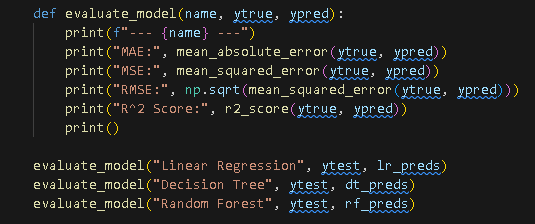 def evaluate_model(name, ytrue, ypred):
    print(f"--- {name} ---")
    print("MAE:", mean_absolute_error(ytrue, ypred))
    print("MSE:", mean_squared_error(ytrue, ypred))
    print("RMSE:", np.sqrt(mean_squared_error(ytrue, ypred)))
    print("R^2 Score:", r2_score(ytrue, ypred))
    print()

evaluate_model("Linear Regression", ytest, lr_preds)
evaluate_model("Decision Tree", ytest, dt_preds)
evaluate_model("Random Forest", ytest, rf_preds)